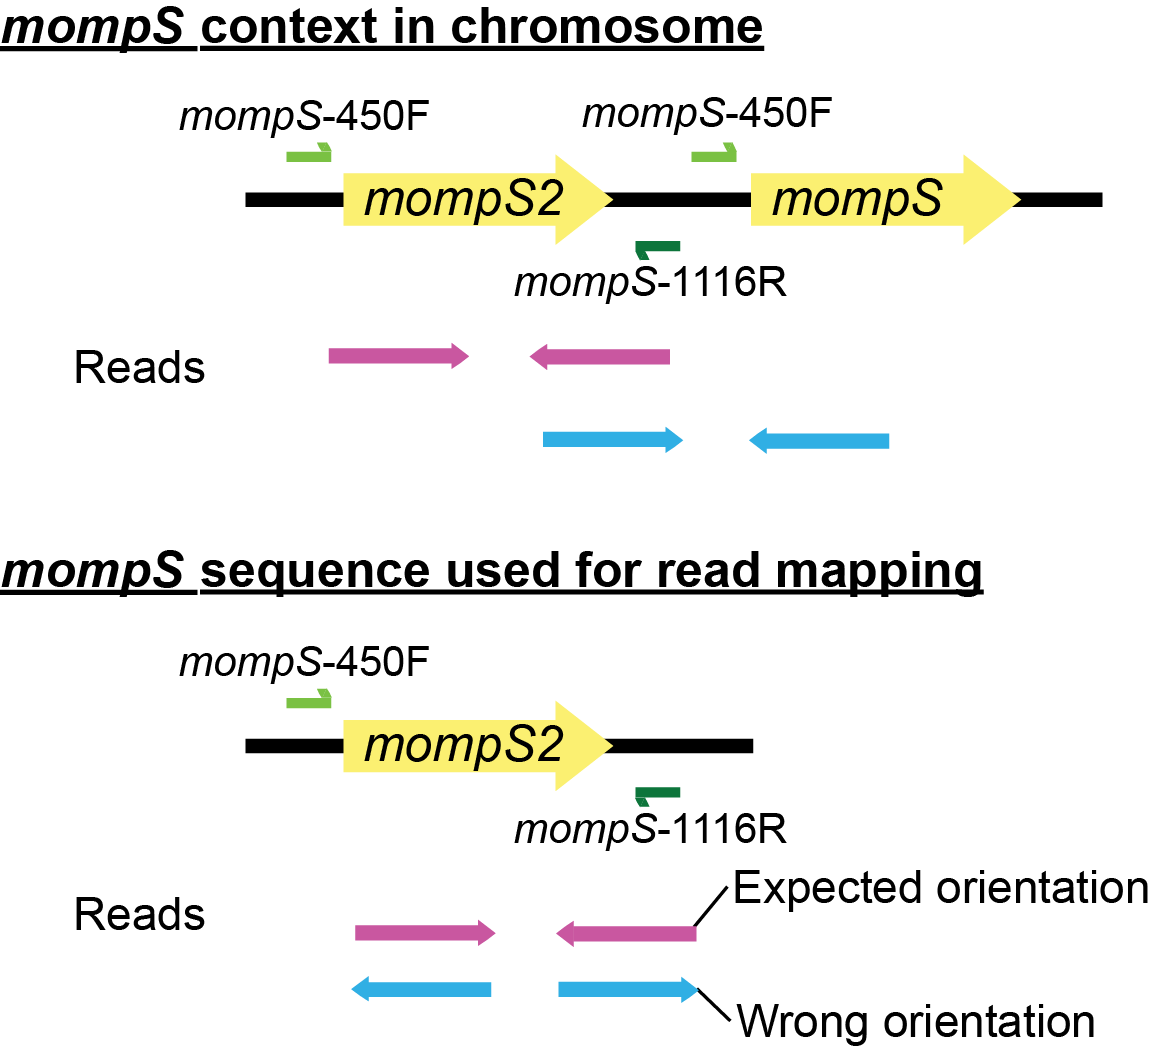 mompS context in chromosome
mompS-450F mompS-450F
mompS2 mompS
mompS-1116R
Reads
mompS sequence used for read mapping
mompS-450F
mompS2
mompS-1116R
Expected orientation
Reads
Wrong orientation